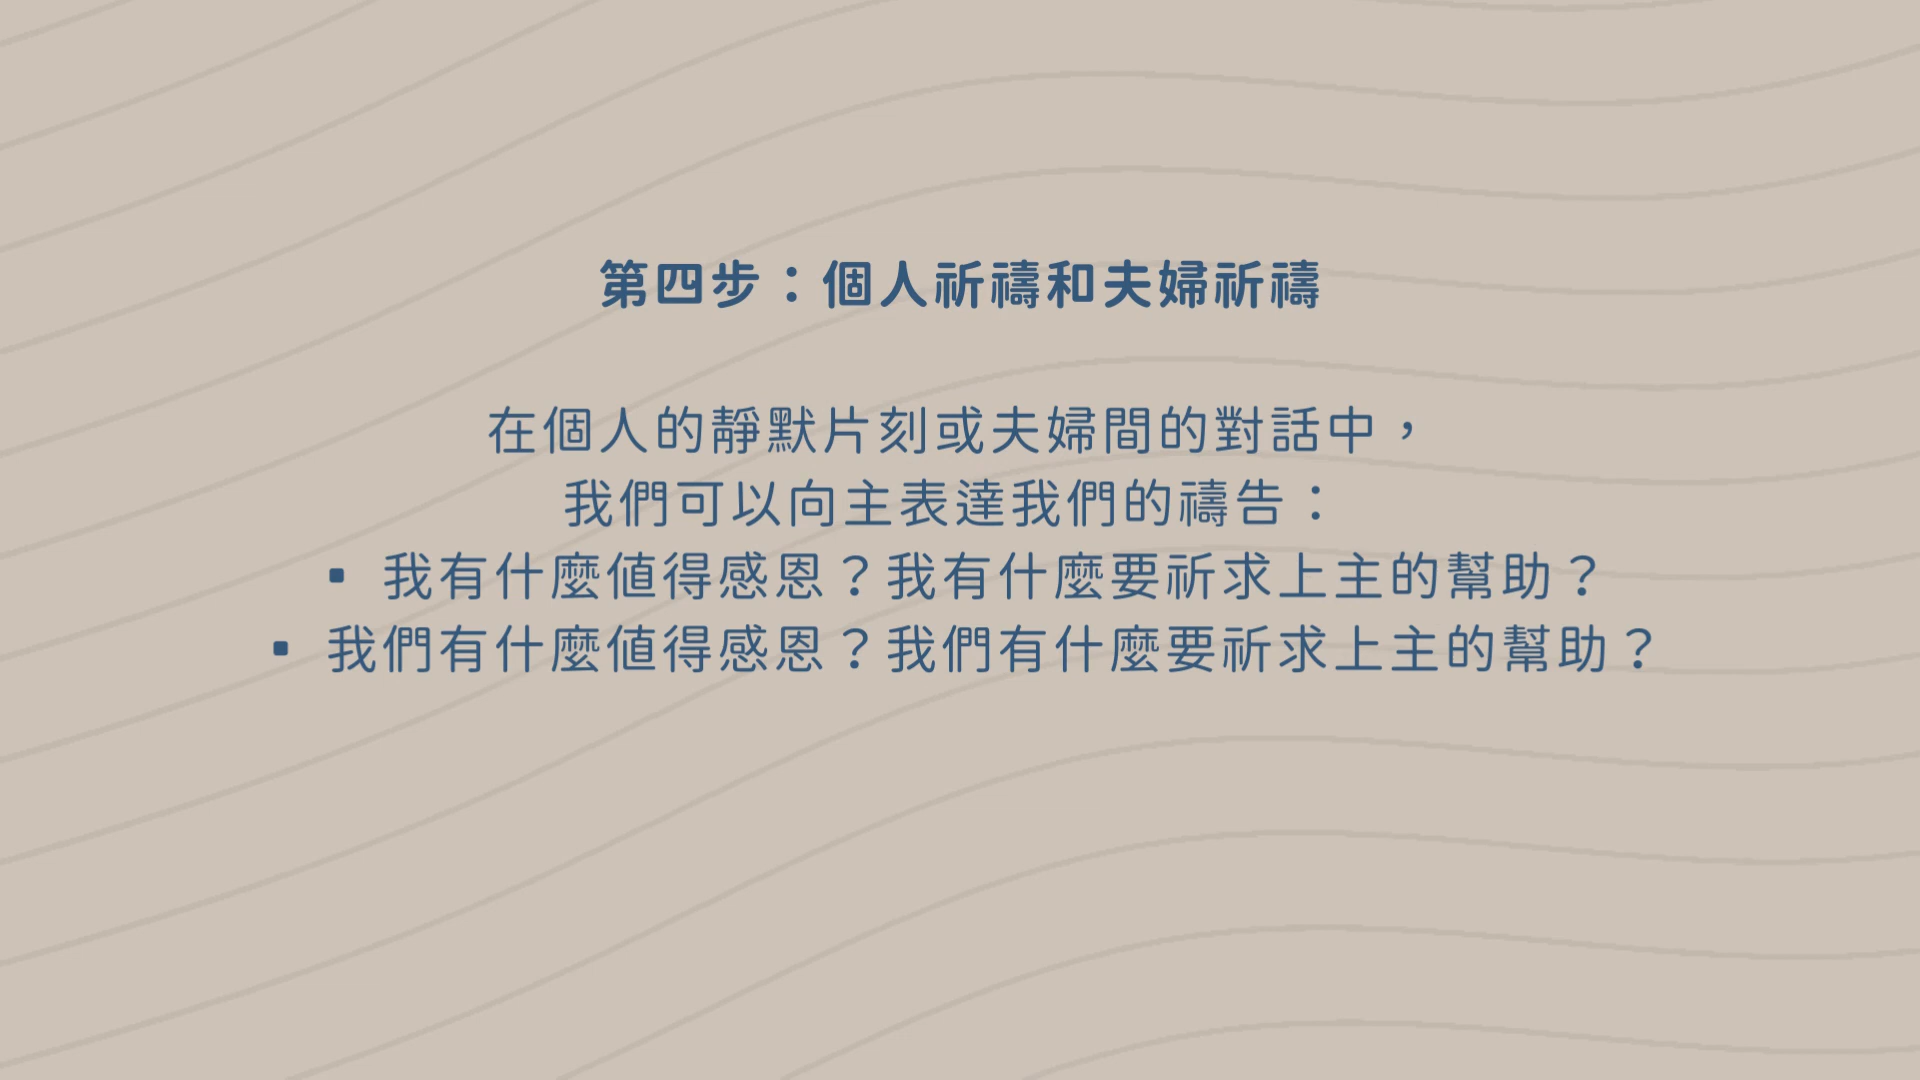 第四步：個人祈禱和夫婦祈禱
在個人的靜默片刻或夫婦間的對話中，
我們可以向主表達我們的禱告：
▪ 我有什麼值得感恩？我有什麼要祈求上主的幫助？
▪ 我們有什麼值得感恩？我們有什麼要祈求上主的幫助？